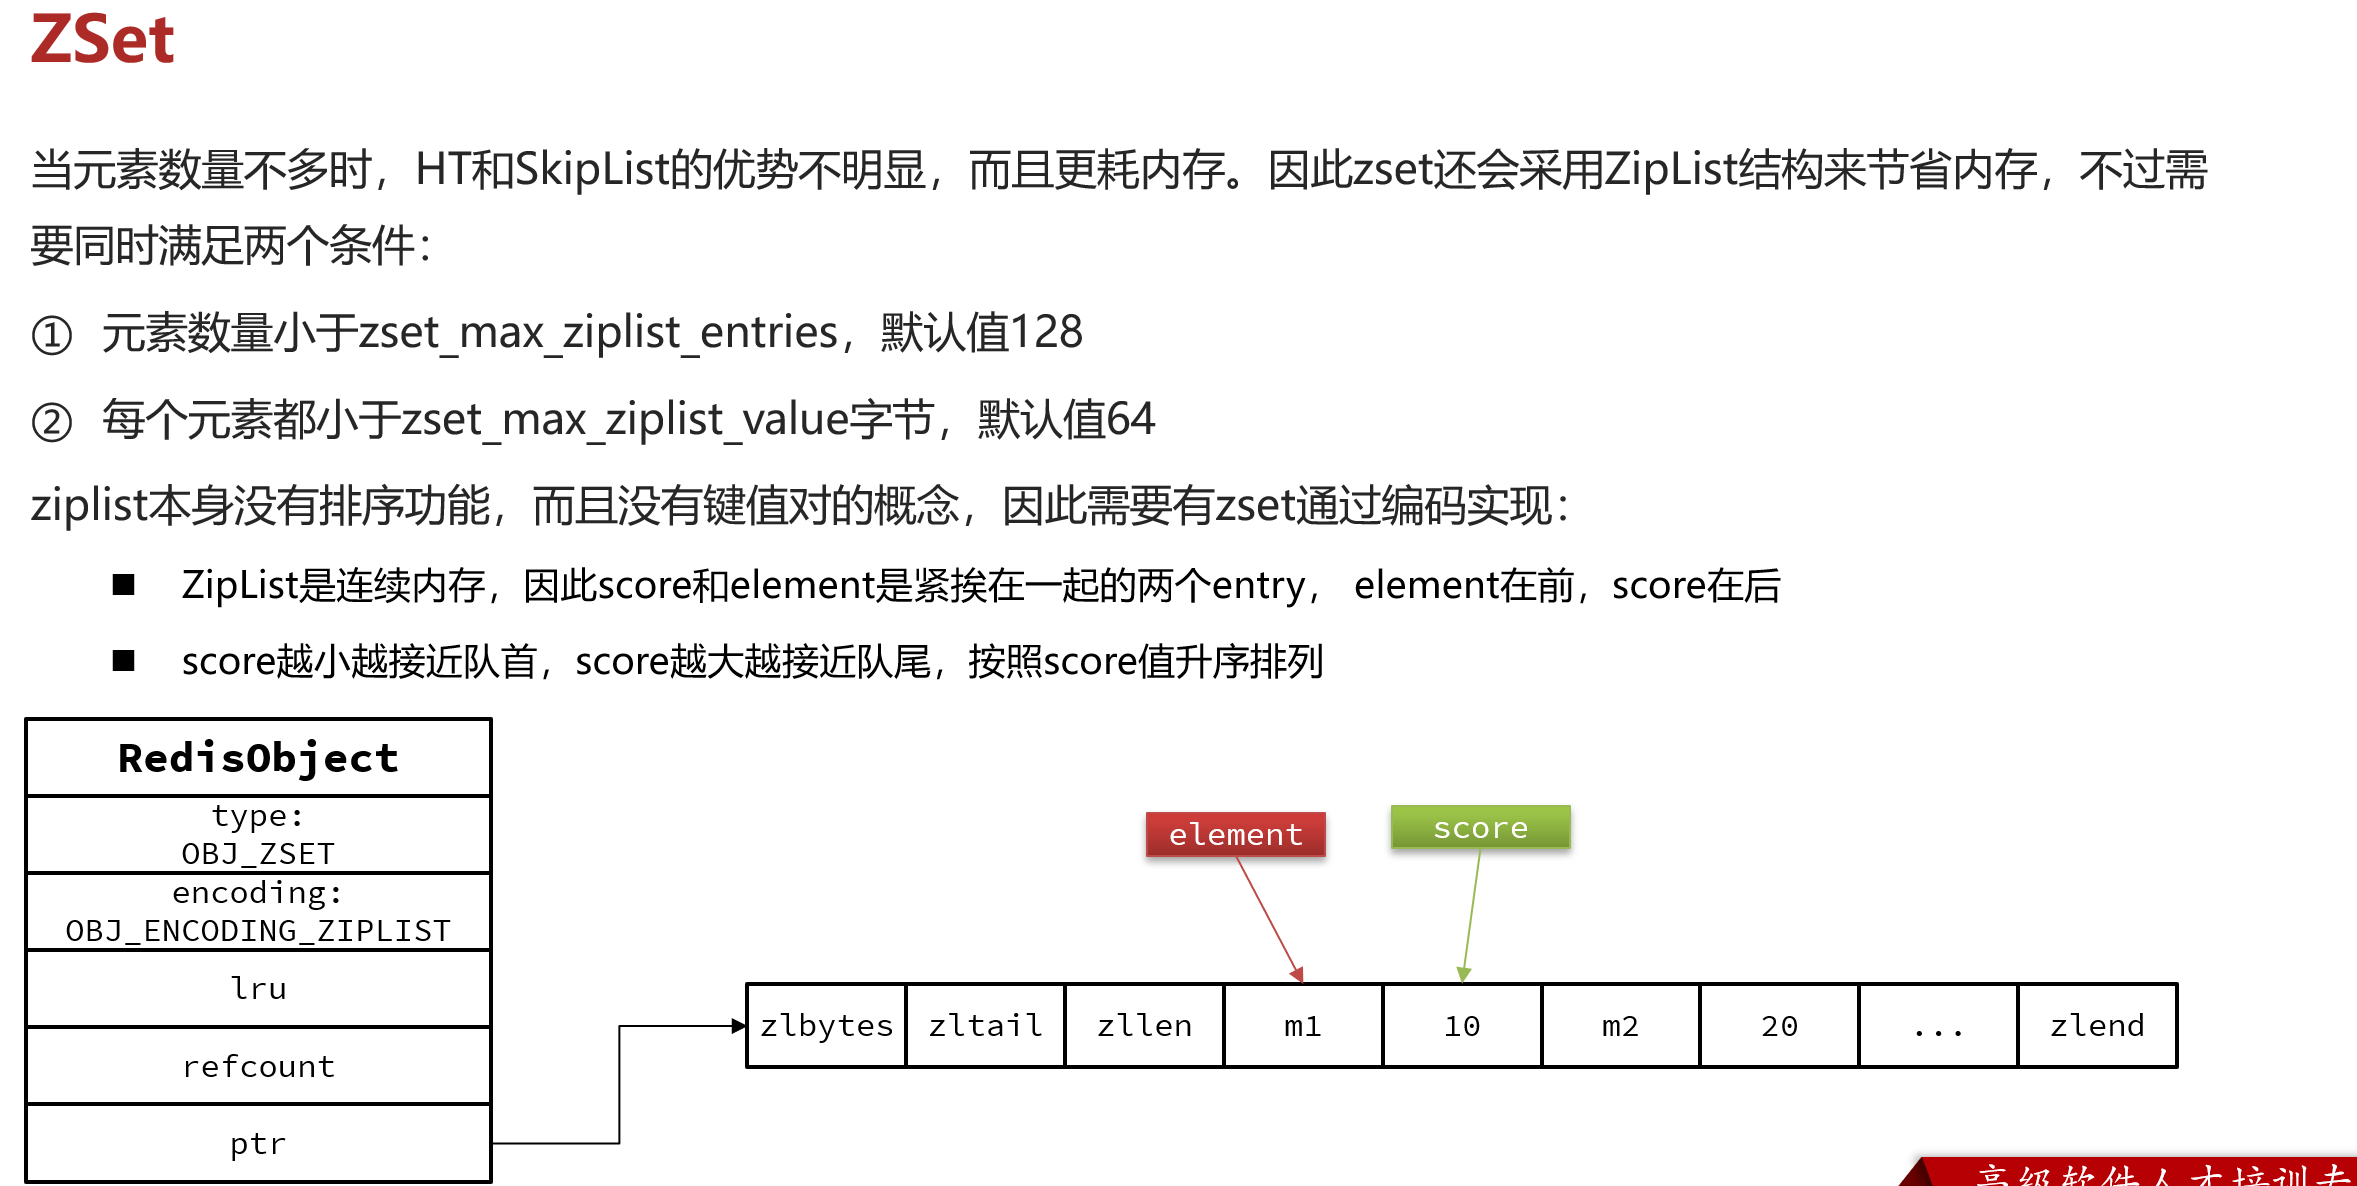 ZSet
当元素数量不多时，HT和SkipList的优势不明显，而且更耗内存。因此zset还会采用ZipList结构来节省内存，不过需
要同时满足两个条件：
① 元素数量小于zset_max_ziplist_entries，默认值128
② 每个元素都小于zset_max_ziplist_value字节，默认值64
ziplist本身没有排序功能，而且没有键值对的概念，因此需要有zset通过编码实现：
■ ZipList是连续内存，因此score和element是紧挨在一起的两个entry， element在前，score在后
■ score越小越接近队首，score越大越接近队尾，按照score值升序排列
RedisObject
type:
OBJ_ZSET
encoding:
OBJ_ENCODING_ZIPLIST
lru
refcount
ptr
element score
zlbytes zltail zllen m1 10 m2 20 ... zlend
高级软件人才培训专